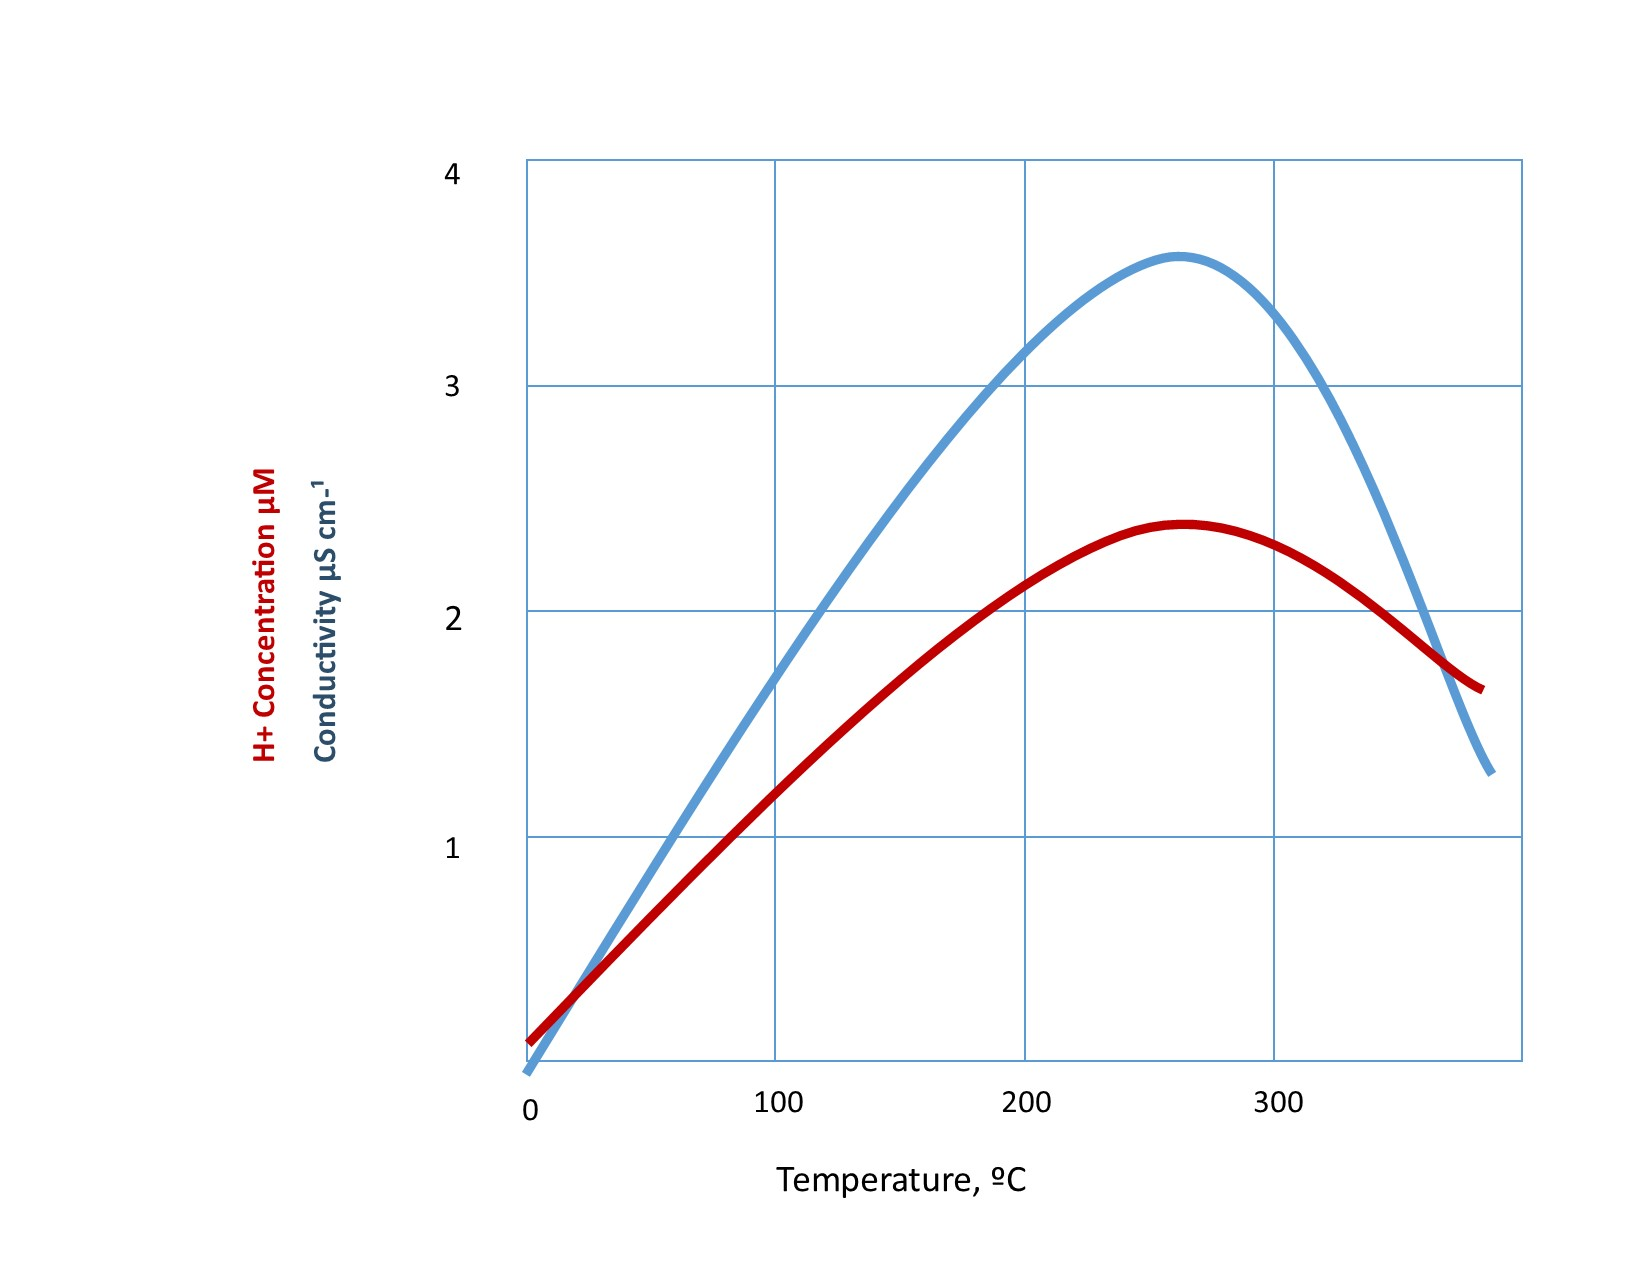 4
3
2
1
H+ Concentration µM
Conductivity µS cm-¹
0
100
200
300
Temperature, ºC